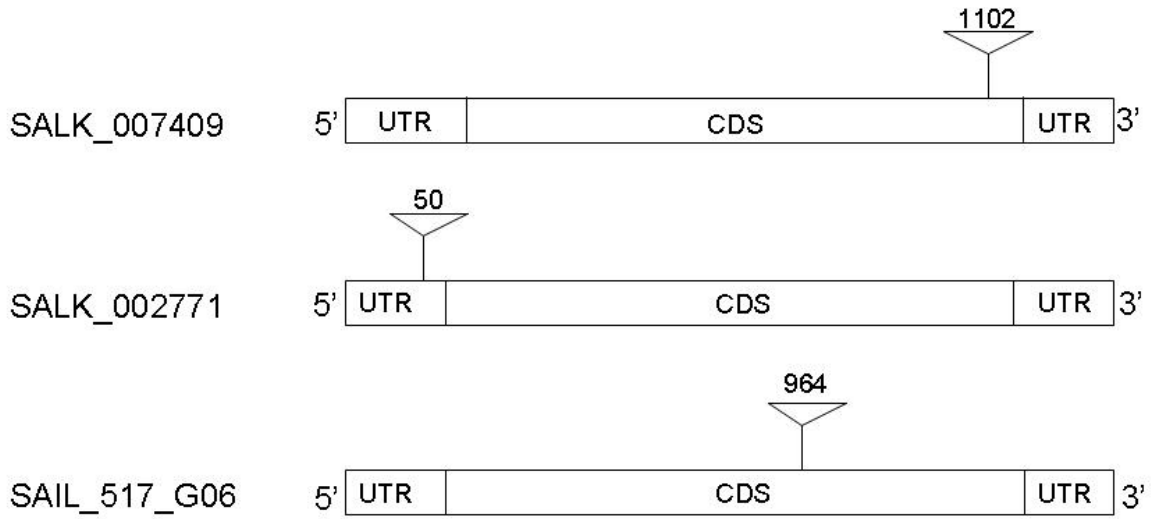 1102
SALK_007409 5’ UTR CDS UTR 3’
50
SALK_002771 5’ UTR CDS UTR 3’
964
SAIL_517_G06 5’ UTR CDS UTR 3’